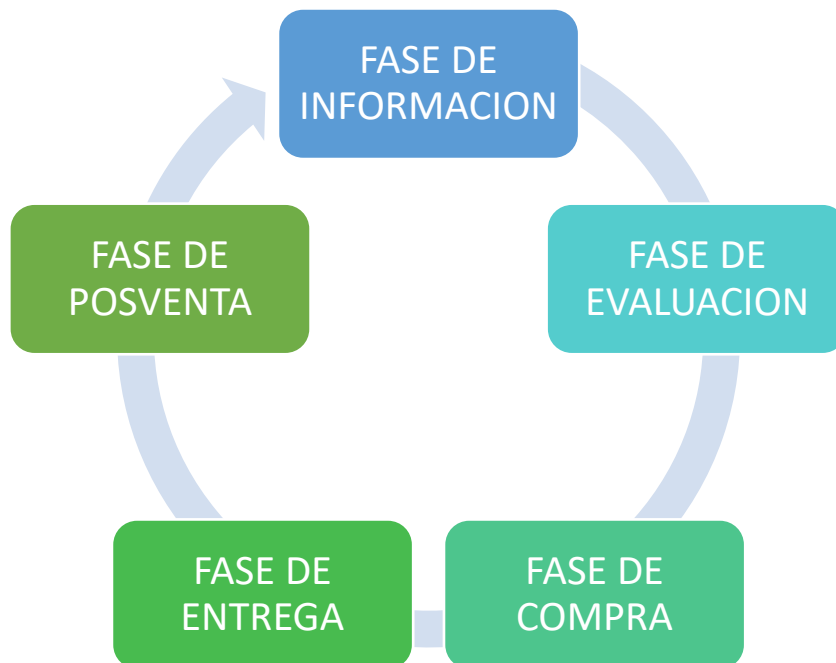 FASE DE
INFORMACION
FASE DE
EVALUACION
FASE DE
COMPRA
FASE DE
ENTREGA
FASE DE
POSVENTA